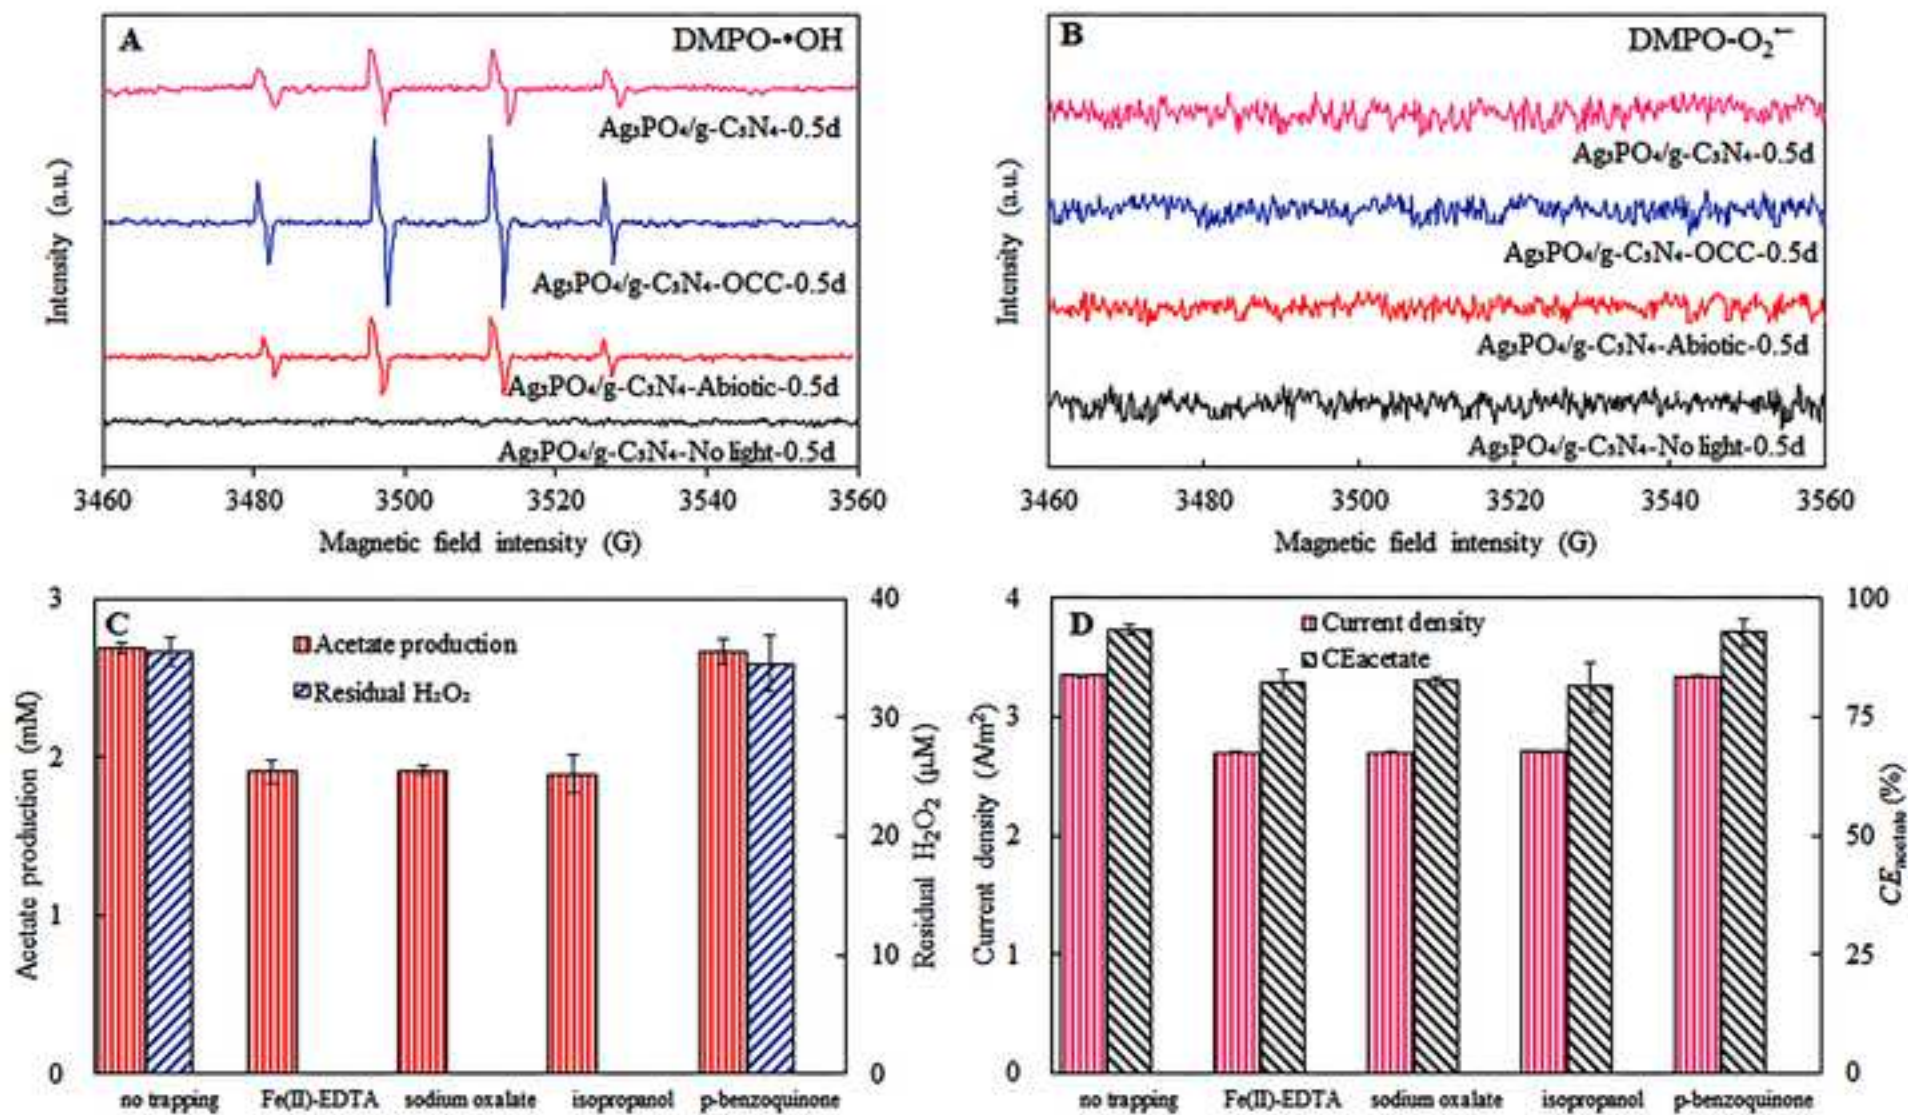 A
DMPO-•OH
Ag₃PO₄/g-C₃N₄-0.5d
Ag₃PO₄/g-C₃N₄-OCC-0.5d
Ag₃PO₄/g-C₃N₄-Abiotic-0.5d
Ag₃PO₄/g-C₃N₄-No light-0.5d
Intensity (a.u.)
3460 3480 3500 3520 3540 3560
Magnetic field intensity (G)
B
DMPO-O₂•⁻
Ag₃PO₄/g-C₃N₄-0.5d
Ag₃PO₄/g-C₃N₄-OCC-0.5d
Ag₃PO₄/g-C₃N₄-Abiotic-0.5d
Ag₃PO₄/g-C₃N₄-No light-0.5d
Intensity (a.u.)
3460 3480 3500 3520 3540 3560
Magnetic field intensity (G)
C
Acetate production
Residual H₂O₂
Acetate production (mM)
3
2
1
0
Residual H₂O₂ (μM)
40
30
20
10
0
no trapping Fe(II)-EDTA sodium oxalate isopropanol p-benzoquinone
D
Current density
CEacetate
Current density (A/m²)
4
3
2
1
0
CEacetate (%)
100
75
50
25
0
no trapping Fe(II)-EDTA sodium oxalate isopropanol p-benzoquinone